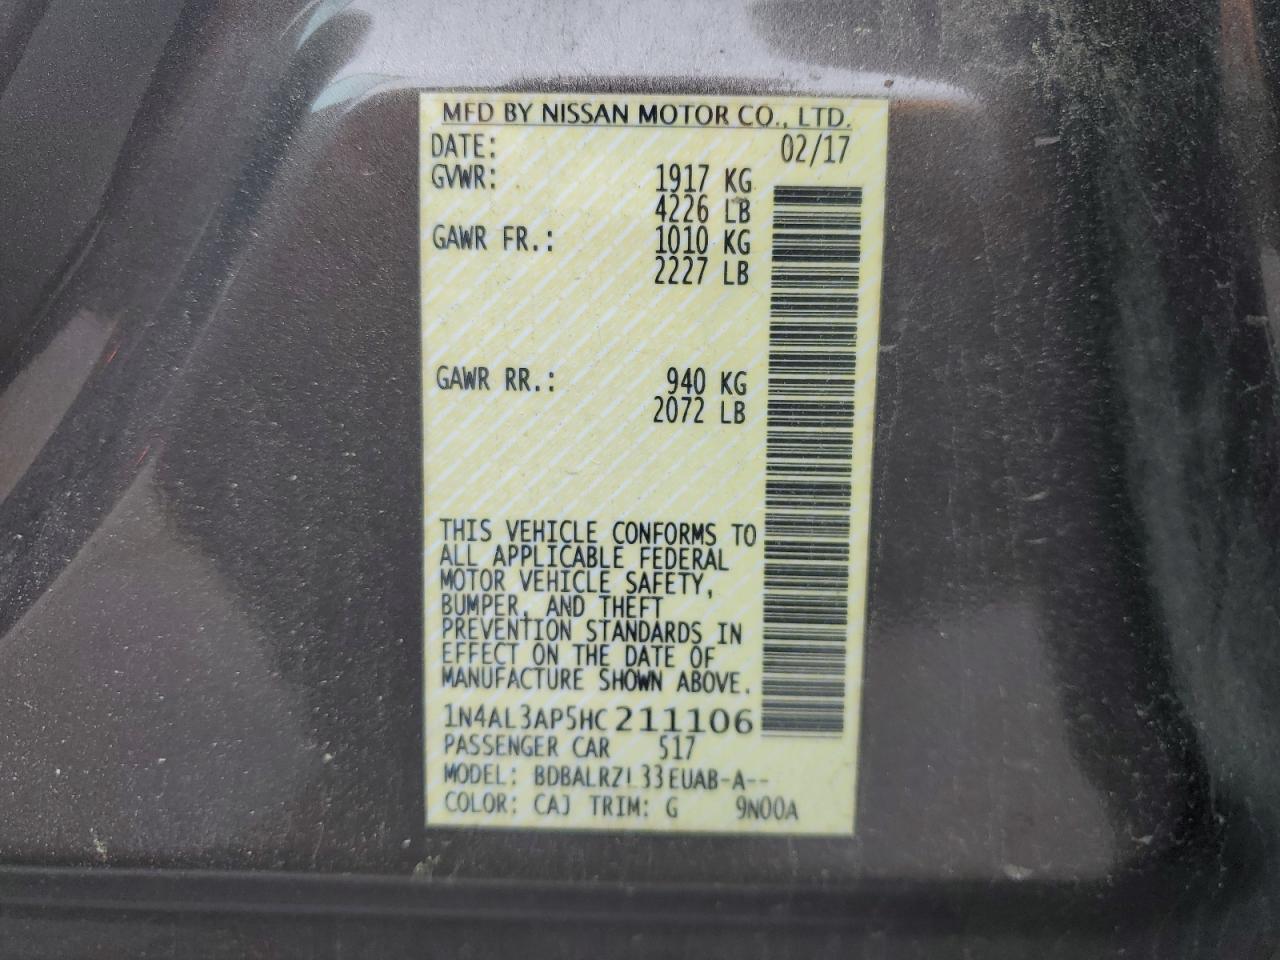 MFD BY NISSAN MOTOR CO., LTD.
DATE: 02/17
GVWR: 1917 KG
4226 LB
GAWR FR.: 1010 KG
2227 LB
GAWR RR.: 940 KG
2072 LB
THIS VEHICLE CONFORMS TO
ALL APPLICABLE FEDERAL
MOTOR VEHICLE SAFETY,
BUMPER, AND THEFT
PREVENTION STANDARDS IN
EFFECT ON THE DATE OF
MANUFACTURE SHOWN ABOVE.
1N4AL3AP5HC211106
PASSENGER CAR 517
MODEL: BDBALRZL33EUAB-A--
COLOR: CAJ TRIM: G 9N00A